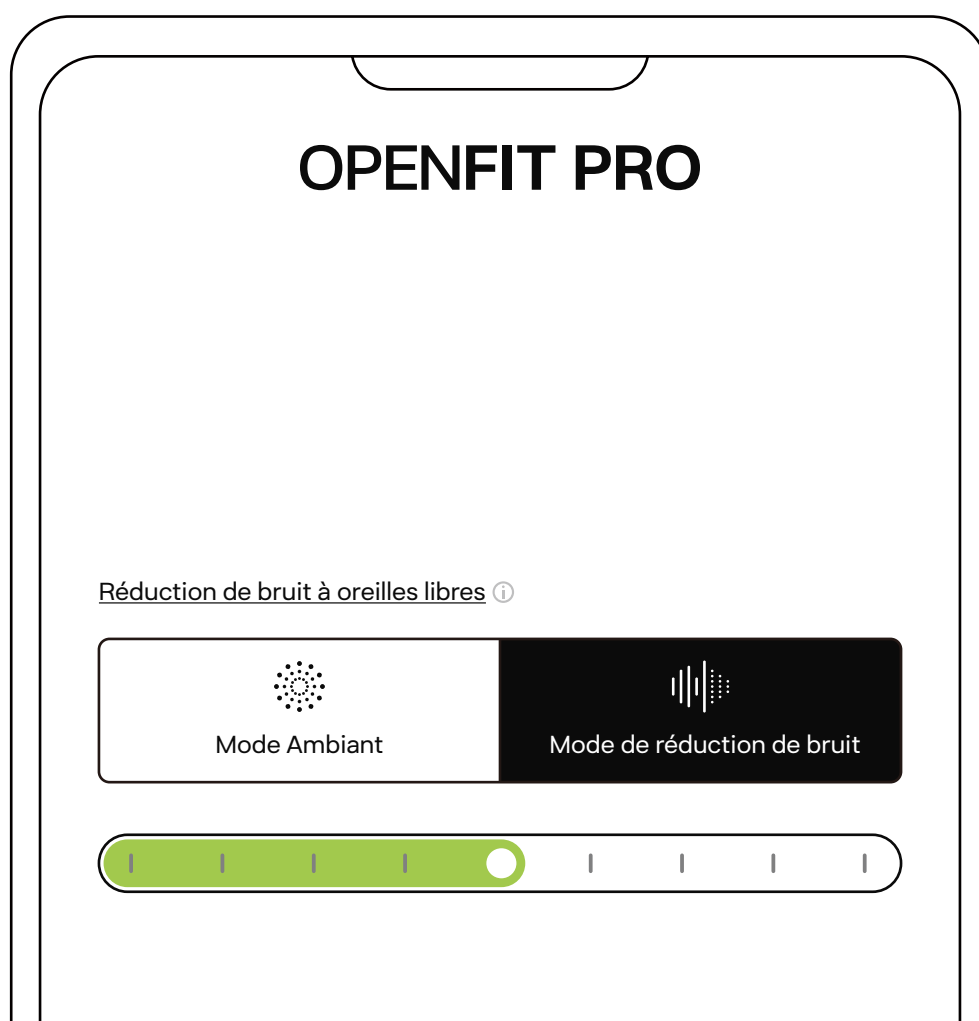 OPENFIT PRO
Réduction de bruit à oreilles libres
Mode Ambiant
Mode de réduction de bruit